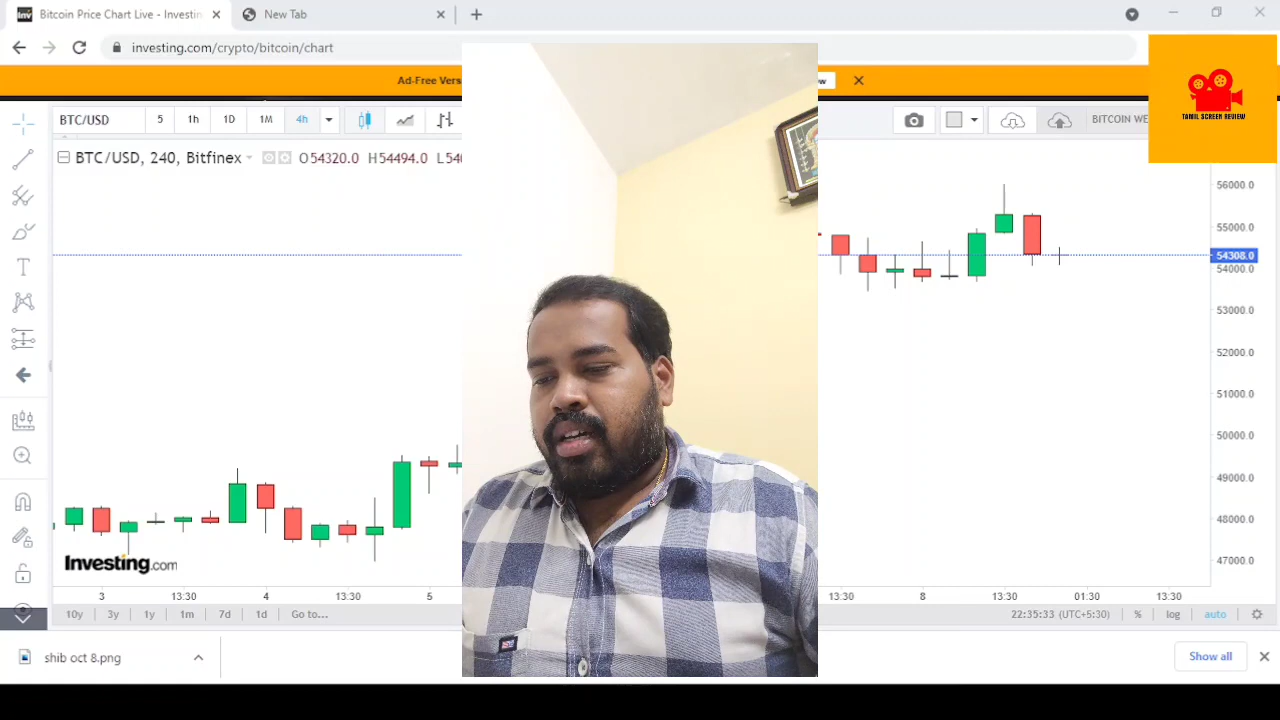 Bitcoin Price Chart Live - Investin
New Tab
investing.com/crypto/bitcoin/chart
Ad-Free Vers
TAMIL SCREEN REVIEW
BTC/USD
5 1h 1D 1M 4h
BITCOIN WE
BTC/USD, 240, Bitfinex O54320.0 H54494.0
56000.0
55000.0
54308.0
54000.0
53000.0
52000.0
51000.0
50000.0
49000.0
48000.0
47000.0
Investing.com
3 13:30 4 13:30 5 13:30 8 13:30 01:30 13:30
10y 3y 1y 1m 7d 1d Go to... 22:35:33 (UTC+5:30) % log auto
shib oct 8.png
Show all